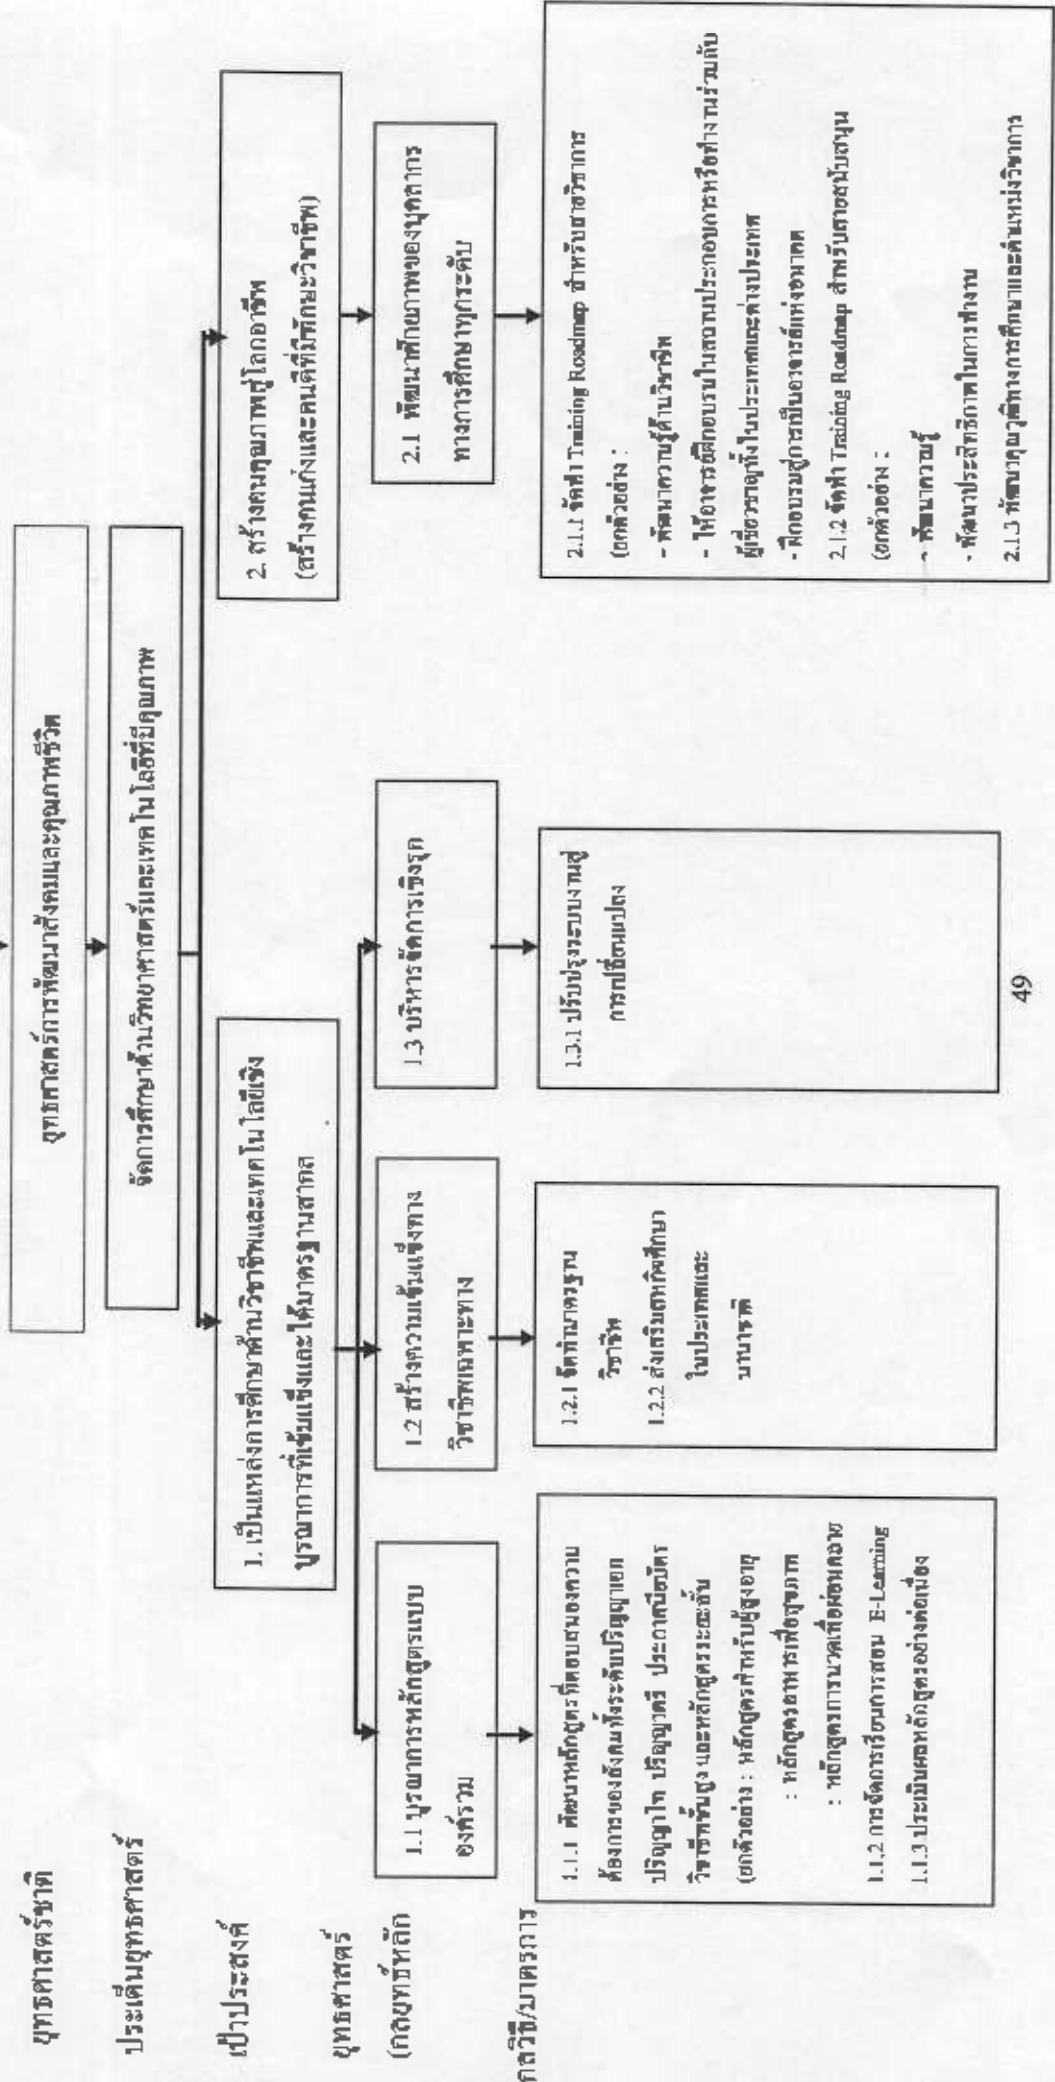 ยุทธศาสตร์ชาติ
ยุทธศาสตร์การพัฒนาสังคมและคุณภาพชีวิต
ประเด็นยุทธศาสตร์
จัดการศึกษาด้านวิทยาศาสตร์และเทคโนโลยีที่มีคุณภาพ
เป้าประสงค์
1. เป็นแหล่งการศึกษาด้านวิชาชีพและเทคโนโลยีเชิง
บูรณาการที่เข้มแข็งและได้มาตรฐานสากล
2. สร้างคนคุณภาพสู่โลกอาชีพ
(สร้างคนเก่งและคนดีที่มีทักษะวิชาชีพ)
ยุทธศาสตร์
(กลยุทธ์หลัก
1.1 บูรณาการหลักสูตรแบบ
องค์รวม
1.2 สร้างความเข้มแข็งทาง
วิชาชีพเฉพาะทาง
1.3 บริหารจัดการเชิงรุก
2.1 พัฒนาศักยภาพของบุคลากร
ทางการศึกษาทุกระดับ
กลวิธี/มาตรการ
1.1.1 พัฒนาหลักสูตรที่ตอบสนองความ
ต้องการของสังคมทั้งระดับปริญญาเอก
ปริญญาโท ปริญญาตรี ประกาศนียบัตร
วิชาชีพชั้นสูง และหลักสูตรระยะสั้น
(ยกตัวอย่าง : หลักสูตรสำหรับผู้สูงอายุ
: หลักสูตรอาหารเพื่อสุขภาพ
: หลักสูตรการนวดเพื่อผ่อนคลาย
1.1.2 การจัดการเรียนการสอน E-Learning
1.1.3 ประเมินผลหลักสูตรอย่างต่อเนื่อง
1.2.1 จัดทำมาตรฐาน
วิชาชีพ
1.2.2 ส่งเสริมสหกิจศึกษา
ในประเทศและ
นานาชาติ
1.3.1 ปรับปรุงระบบงานสู่
การเปลี่ยนแปลง
2.1.1 จัดทำ Training Roadmap สำหรับสายวิชาการ
(ยกตัวอย่าง :
- พัฒนาความรู้ด้านวิชาชีพ
- ให้อาจารย์ฝึกอบรมในสถานประกอบการหรือทำงานร่วมกับ
ผู้เชี่ยวชาญทั้งในประเทศและต่างประเทศ
- ฝึกอบรมสู่การเป็นอาจารย์แห่งอนาคต
2.1.2 จัดทำ Training Roadmap สำหรับสายสนับสนุน
(ยกตัวอย่าง :
- พัฒนาความรู้
- พัฒนาประสิทธิภาพในการทำงาน
2.1.3 พัฒนาคุณวุฒิทางการศึกษาและตำแหน่งวิชาการ
49